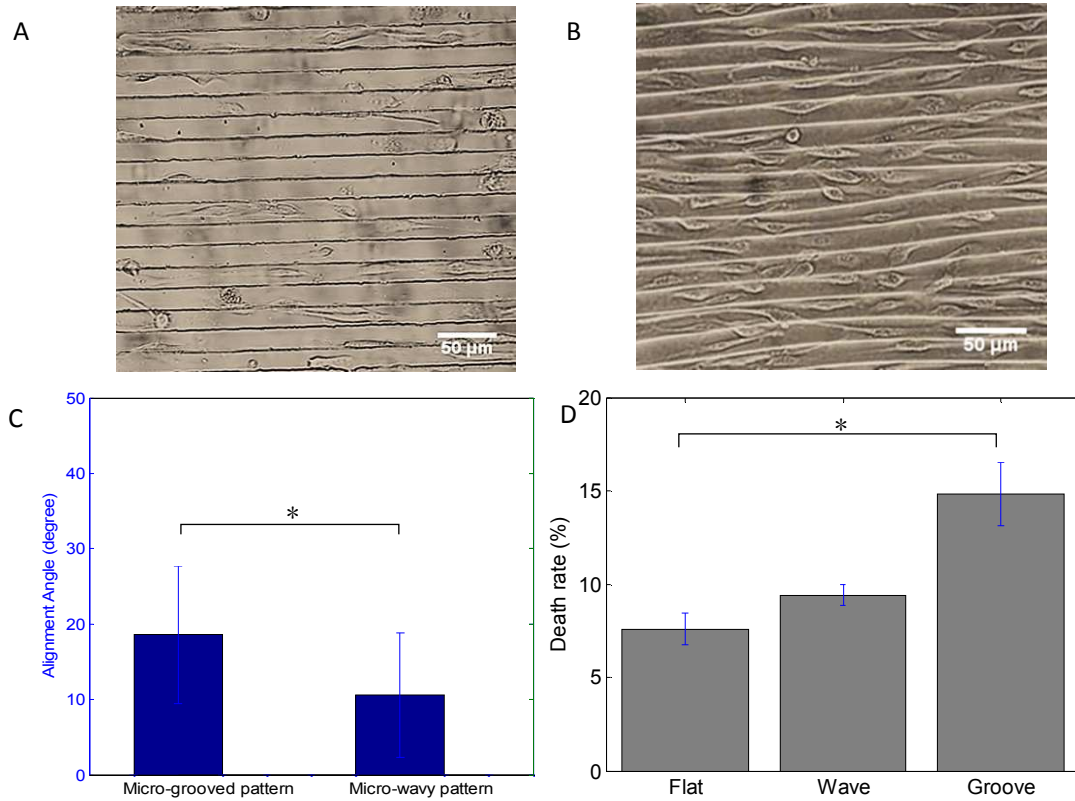 A
B
50 µm
50 µm
C
50
40
30
20
10
0
Alignment Angle (degree)
*
Micro-grooved pattern
Micro-wavy pattern
D
20
15
10
5
0
Death rate (%)
*
Flat
Wave
Groove